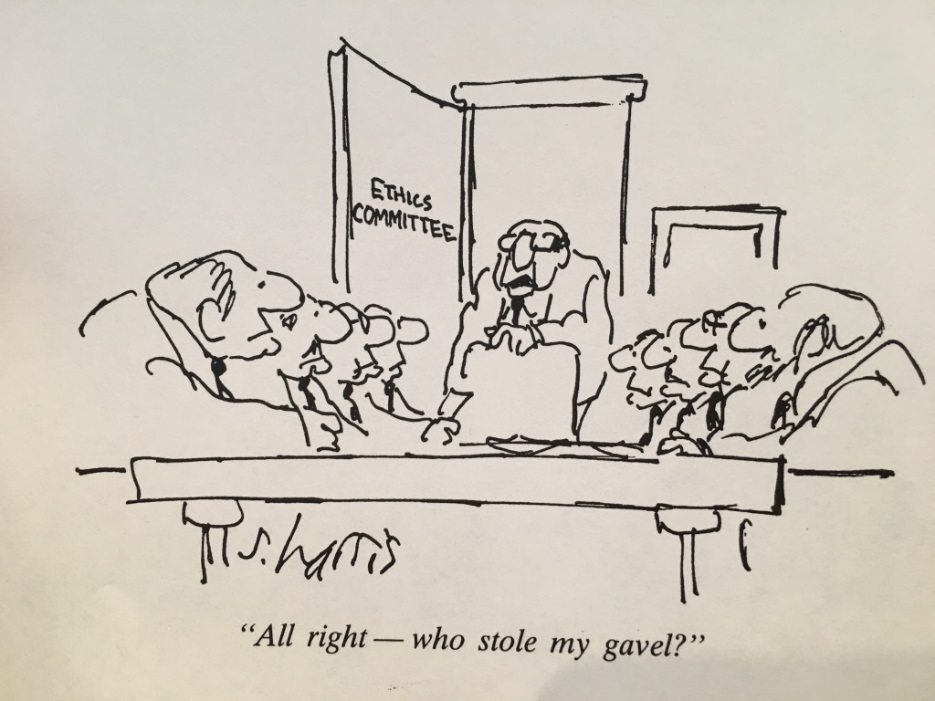 ETHICS
COMMITTEE
S. harris
“All right — who stole my gavel?”